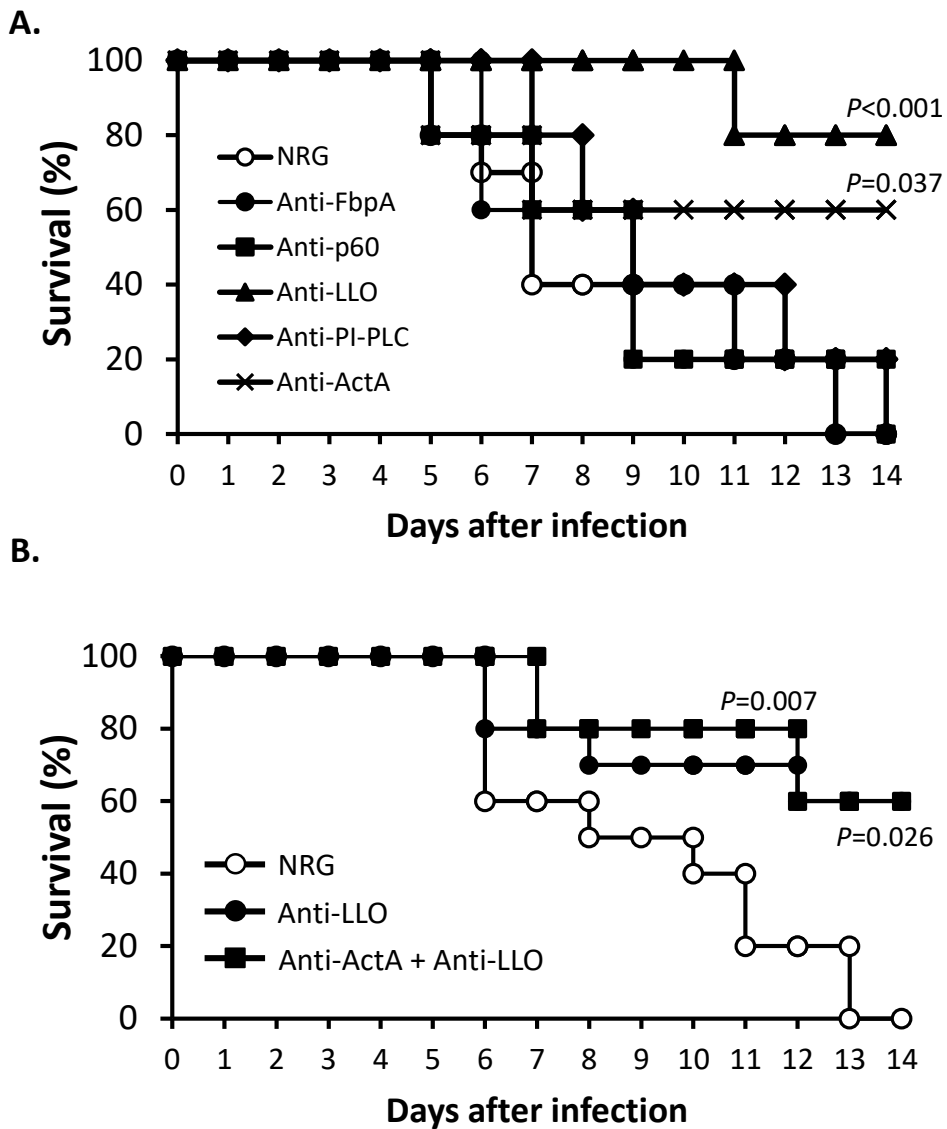 A.
Survival (%)
100
80
60
40
20
0
P<0.001
P=0.037
NRG
Anti-FbpA
Anti-p60
Anti-LLO
Anti-PI-PLC
Anti-ActA
0 1 2 3 4 5 6 7 8 9 10 11 12 13 14
Days after infection
B.
Survival (%)
100
80
60
40
20
0
P=0.007
P=0.026
NRG
Anti-LLO
Anti-ActA + Anti-LLO
0 1 2 3 4 5 6 7 8 9 10 11 12 13 14
Days after infection